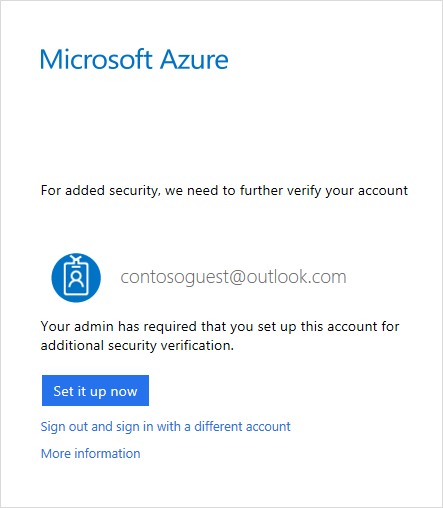 Microsoft Azure
For added security, we need to further verify your account
contosoguest@outlook.com
Your admin has required that you set up this account for
additional security verification.
Set it up now
Sign out and sign in with a different account
More information